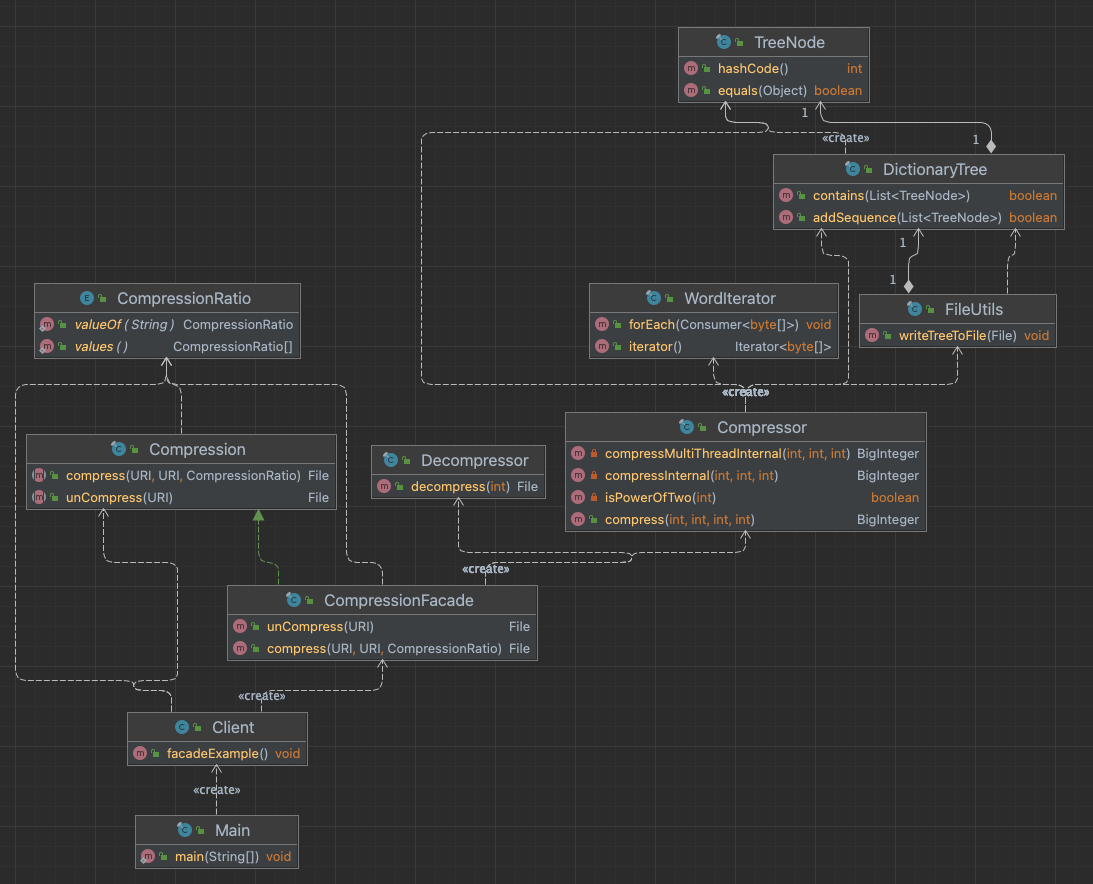 TreeNode
hashCode() int
equals(Object) boolean
1
«create»
1
DictionaryTree
contains(List<TreeNode>) boolean
addSequence(List<TreeNode>) boolean
1
1
CompressionRatio
valueOf(String) CompressionRatio
values() CompressionRatio[]
WordIterator
forEach(Consumer<byte[]>) void
iterator() Iterator<byte[]>
FileUtils
writeTreeToFile(File) void
«create»
Compression
compress(URI, URI, CompressionRatio) File
unCompress(URI) File
Decompressor
decompress(int) File
Compressor
compressMultiThreadInternal(int, int, int) BigInteger
compressInternal(int, int, int) BigInteger
isPowerOfTwo(int) boolean
compress(int, int, int, int) BigInteger
«create»
CompressionFacade
unCompress(URI) File
compress(URI, URI, CompressionRatio) File
«create»
Client
facadeExample() void
«create»
Main
main(String[]) void